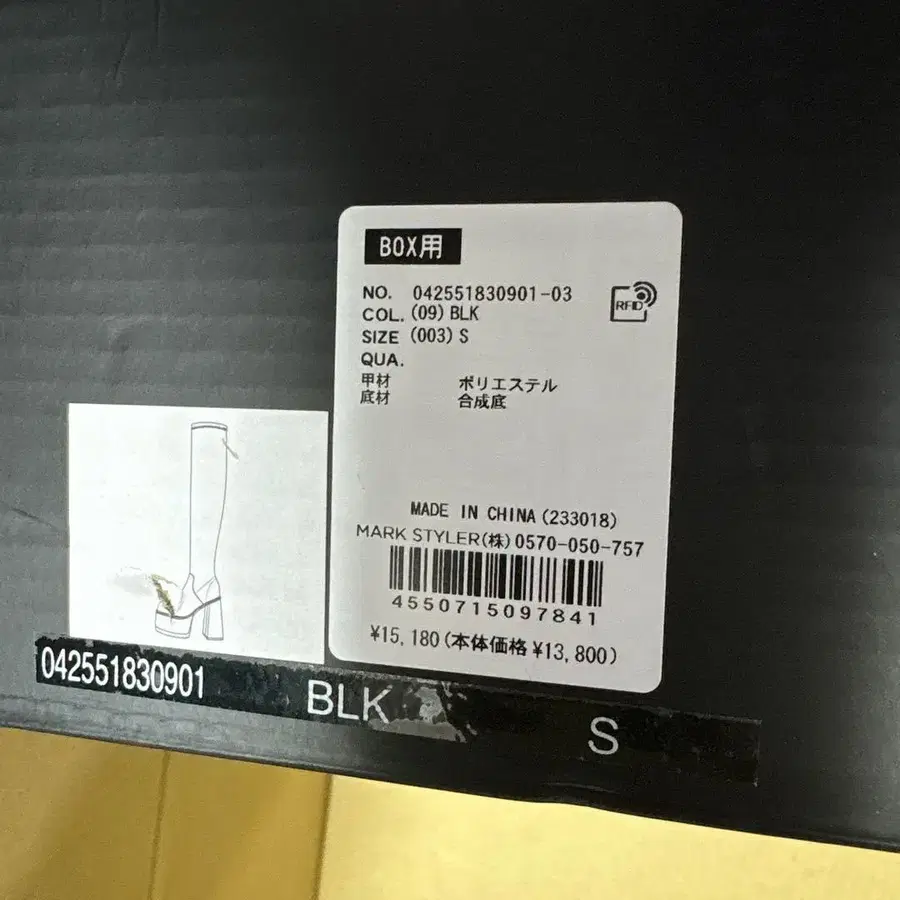 BOX用
NO. 042551830901-03
COL. (09) BLK
SIZE (003) S
QUA.
甲材 ポリエステル
底材 合成底
RFID
MADE IN CHINA (233018)
MARK STYLER(株) 0570-050-757
4550715097841
¥15,180 (本体価格 ¥13,800)
042551830901 BLK S